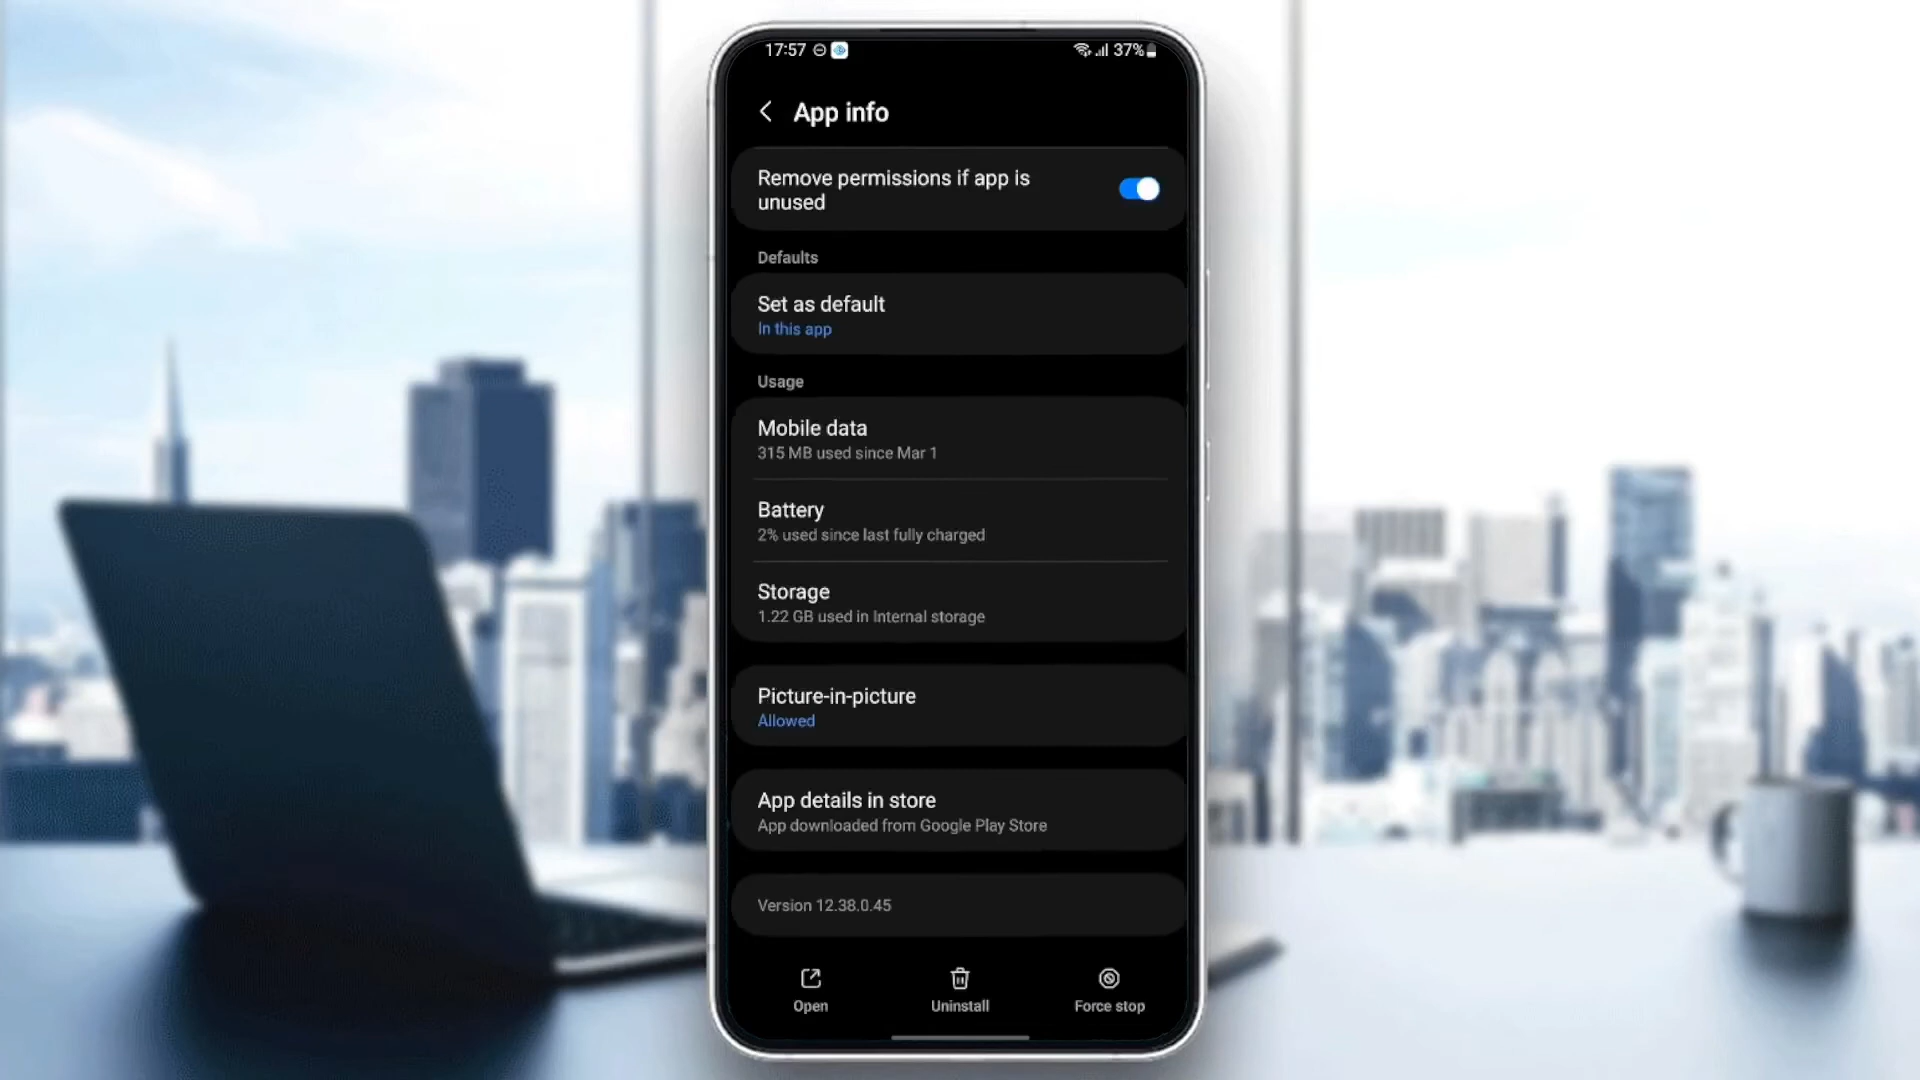 17:57 37%
App info
Remove permissions if app is
unused
Defaults
Set as default
In this app
Usage
Mobile data
315 MB used since Mar 1
Battery
2% used since last fully charged
Storage
1.22 GB used in Internal storage
Picture-in-picture
Allowed
App details in store
App downloaded from Google Play Store
Version 12.38.0.45
Open Uninstall Force stop